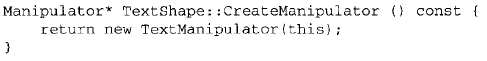 Manipulator* TextShape::CreateManipulator () const {
    return new TextManipulator(this);
}